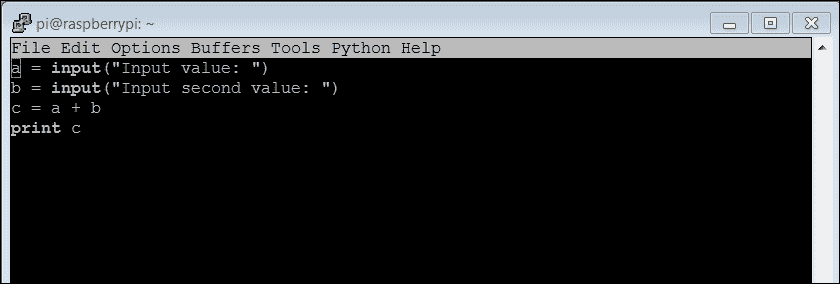 pi@raspberrypi: ~
File Edit Options Buffers Tools Python Help
a = input("Input value: ")
b = input("Input second value: ")
c = a + b
print c